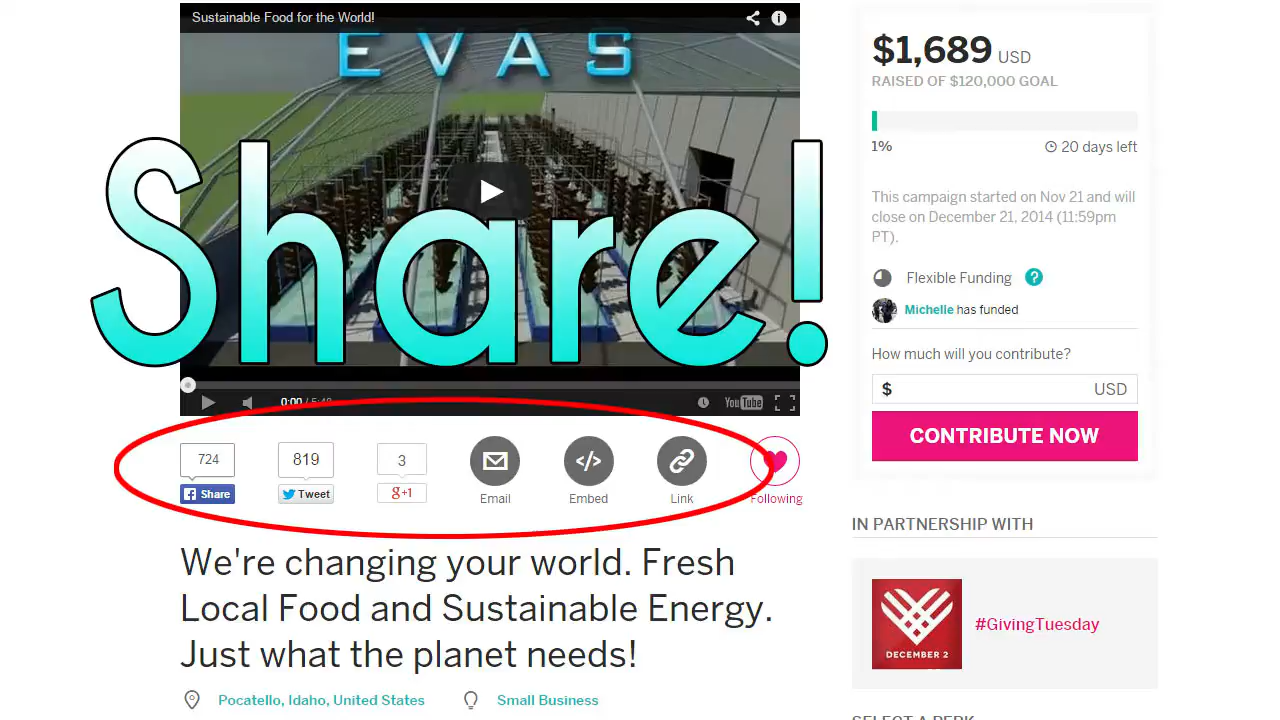 Sustainable Food for the World!
EVAS
Share!
0:00 / 5:48
YouTube
724
Share
819
Tweet
3
g+1
Email
Embed
Link
Following
We're changing your world. Fresh
Local Food and Sustainable Energy.
Just what the planet needs!
Pocatello, Idaho, United States
Small Business
$1,689 USD
RAISED OF $120,000 GOAL
1%
20 days left
This campaign started on Nov 21 and will
close on December 21, 2014 (11:59pm
PT).
Flexible Funding ?
Michelle has funded
How much will you contribute?
$ USD
CONTRIBUTE NOW
IN PARTNERSHIP WITH
DECEMBER 2
#GivingTuesday
SELECT A PERK